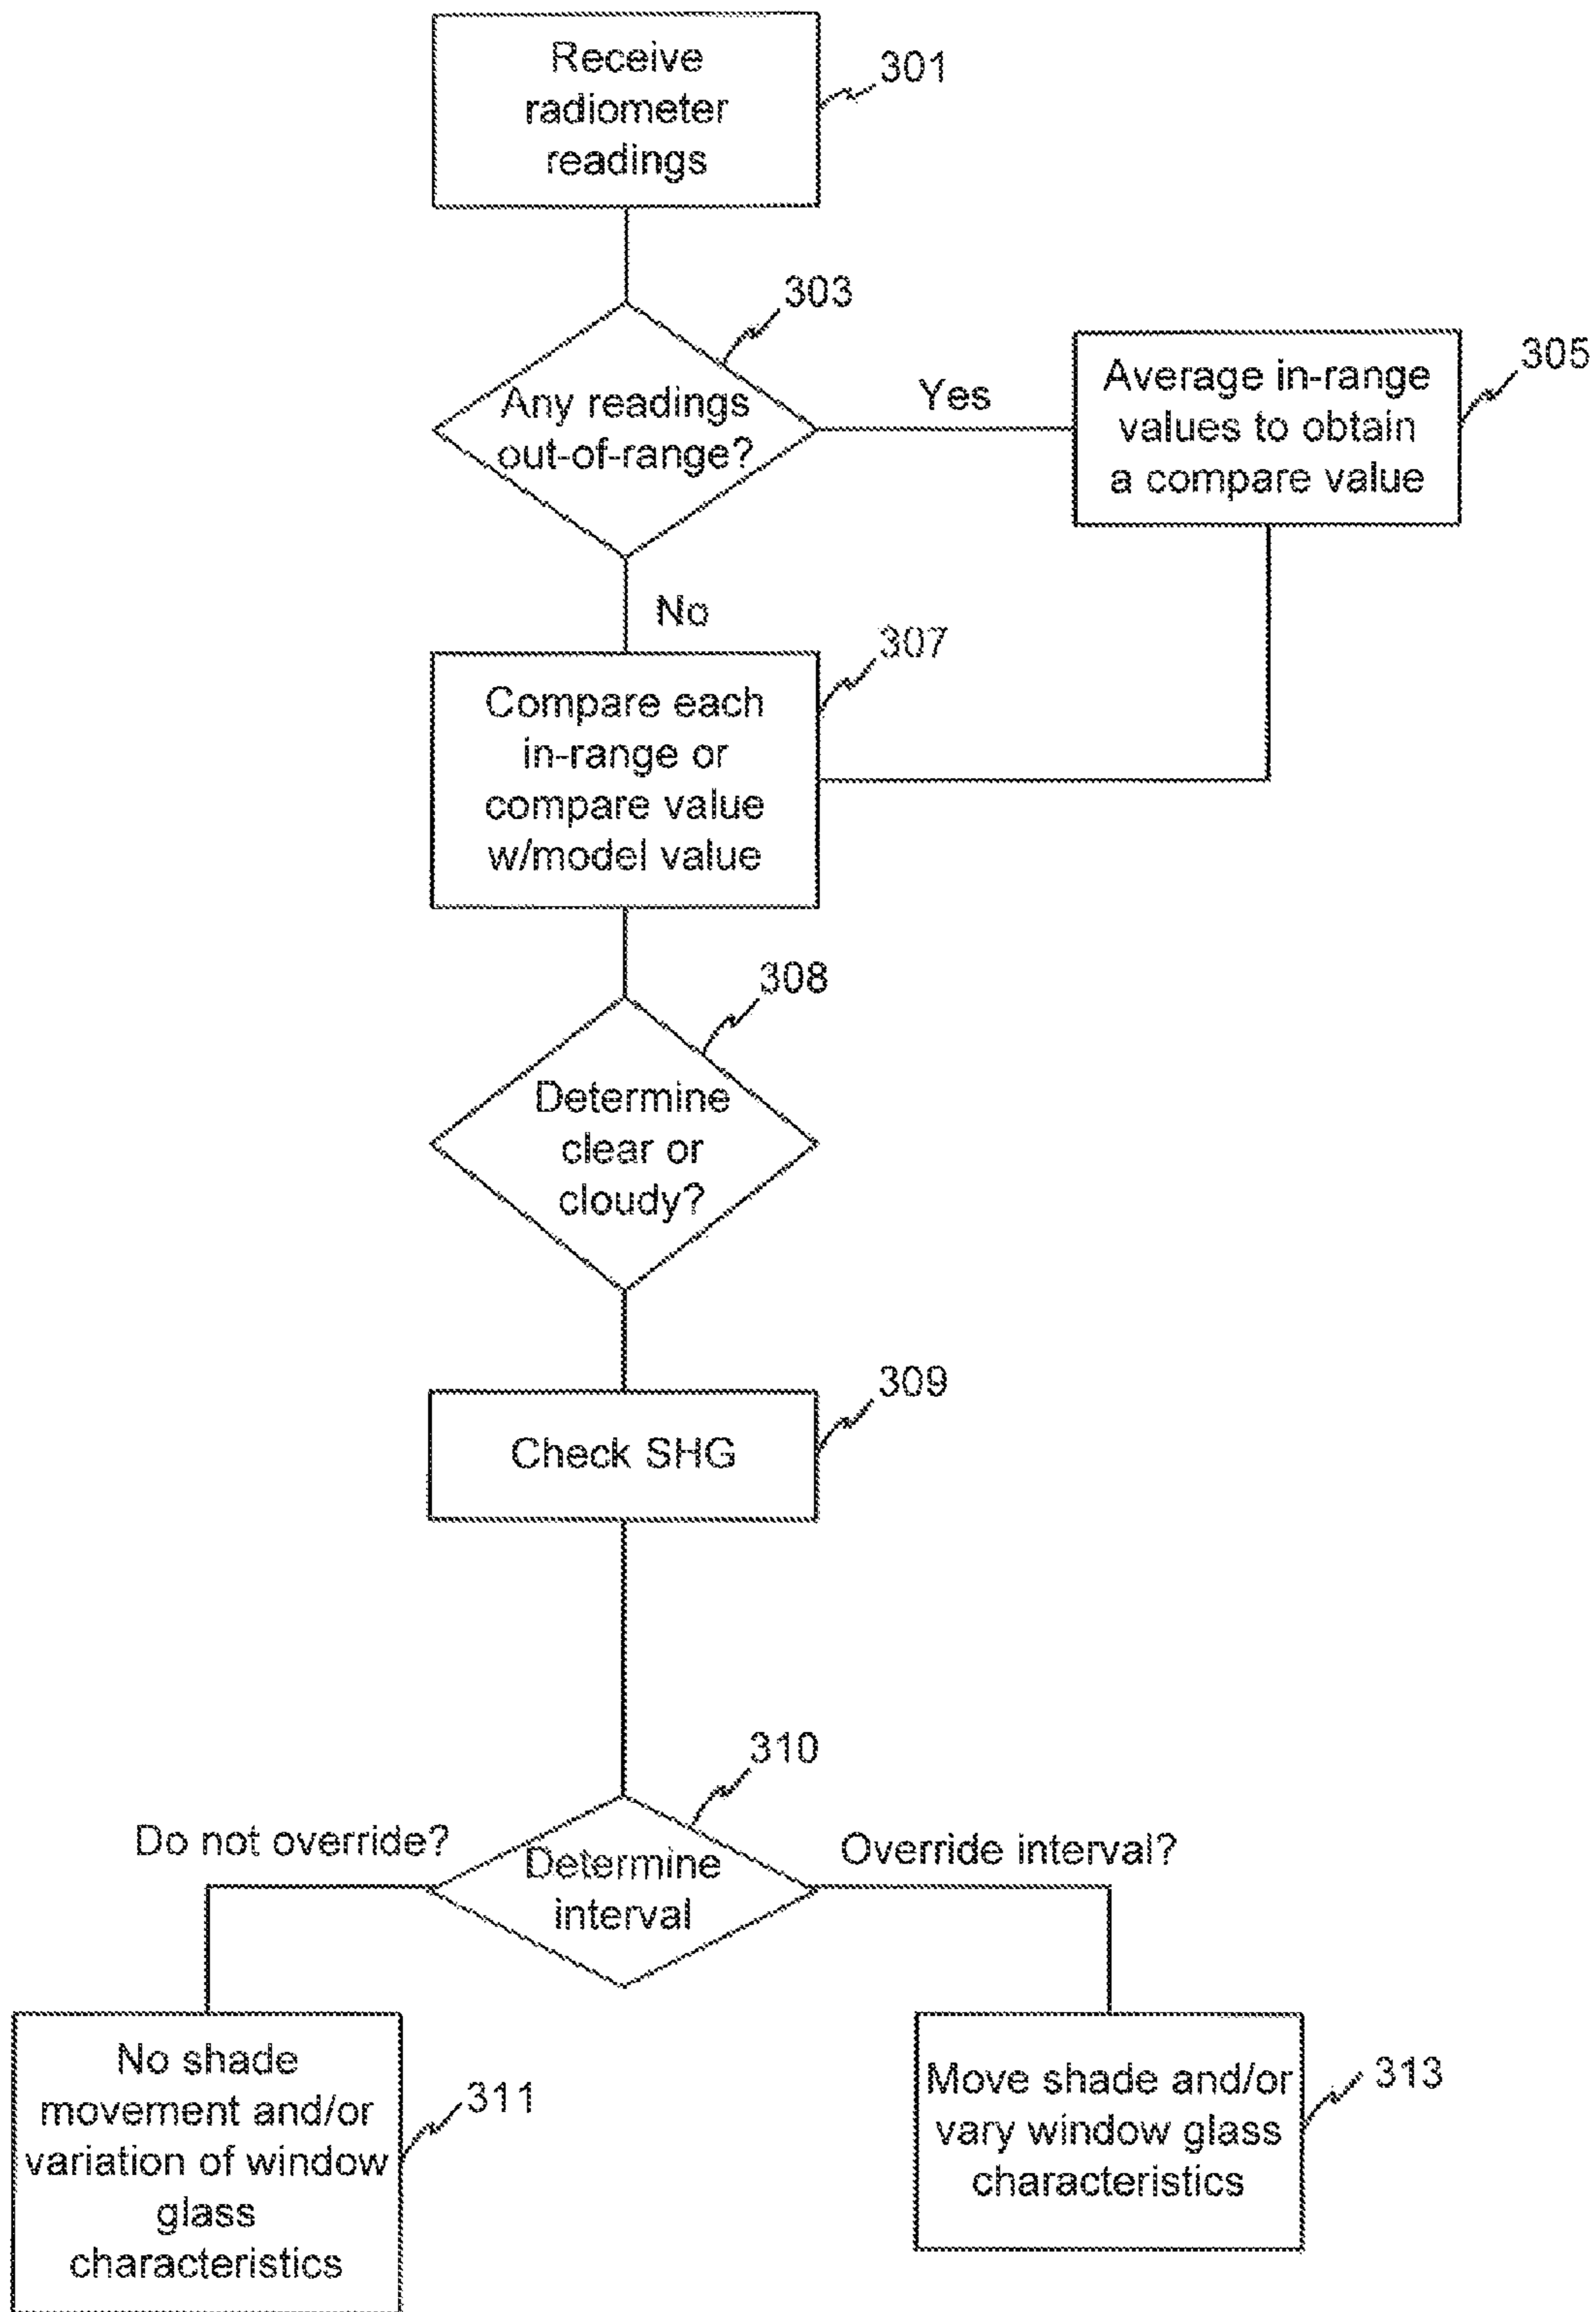 Receive
radiometer
readings
301
303
Any readings
out-of-range?
Yes
Average in-range
values to obtain
a compare value
305
No
307
Compare each
in-range or
compare value
w/model value
308
Determine
clear or
cloudy?
309
Check SHG
310
Do not override?
Determine
interval
Override interval?
No shade
movement and/or
variation of window
glass
characteristics
311
Move shade and/or
vary window glass
characteristics
313